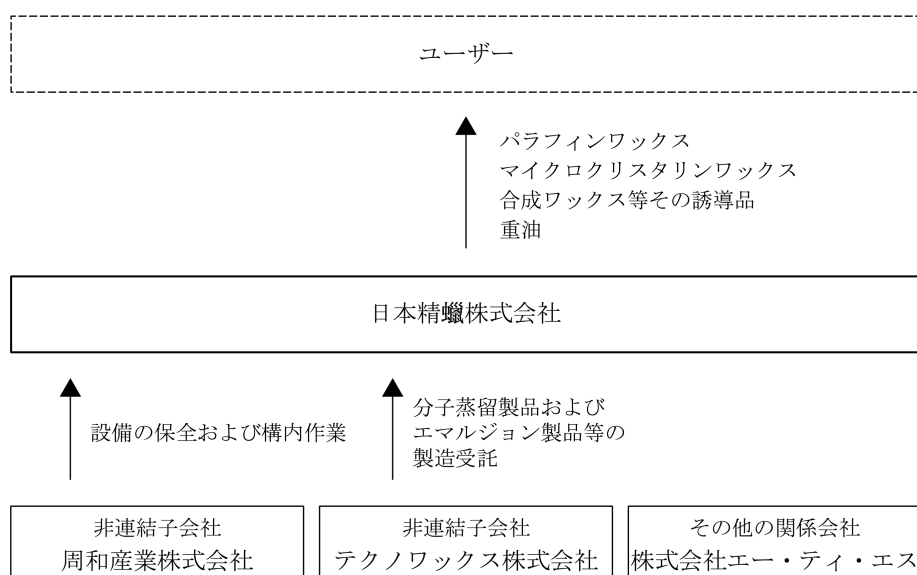 ユーザー
パラフィンワックス
マイクロクリスタリンワックス
合成ワックス等その誘導品
重油
日本精蠟株式会社
設備の保全および構内作業
分子蒸留製品および
エマルジョン製品等の
製造受託
非連結子会社
周和産業株式会社
非連結子会社
テクノワックス株式会社
その他の関係会社
株式会社エー・ティ・エス